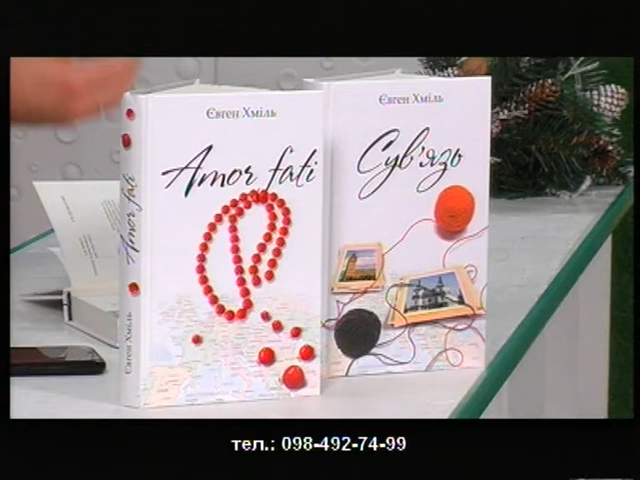 Євген Хміль
Amor fati
Євген Хміль
Сув'язь
Amor fati
Євген Хміль
тел.: 098-492-74-99